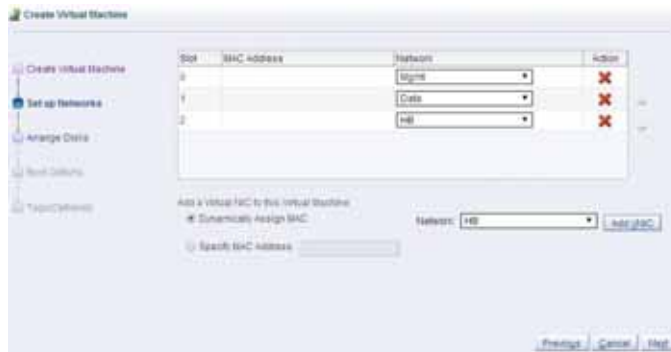 Create Virtual Machine
Create Virtual Machine
Set up Networks
Arrange Disks
Boot Options
Tags(Optional)
Slot MAC Address Network Action
0 Mgmt
1 Data
2 HB
Add a Virtual NIC to this Virtual Machine
Dynamically Assign MAC
Specify MAC Address
Network: HB Add VNIC
Previous Cancel Next